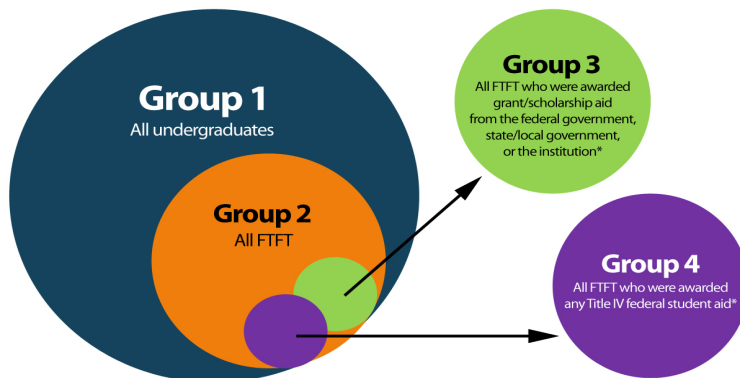 Group 1
All undergraduates
Group 2
All FTFT
Group 3
All FTFT who were awarded
grant/scholarship aid
from the federal government,
state/local government,
or the institution*
Group 4
All FTFT who were awarded
any Title IV federal student aid*